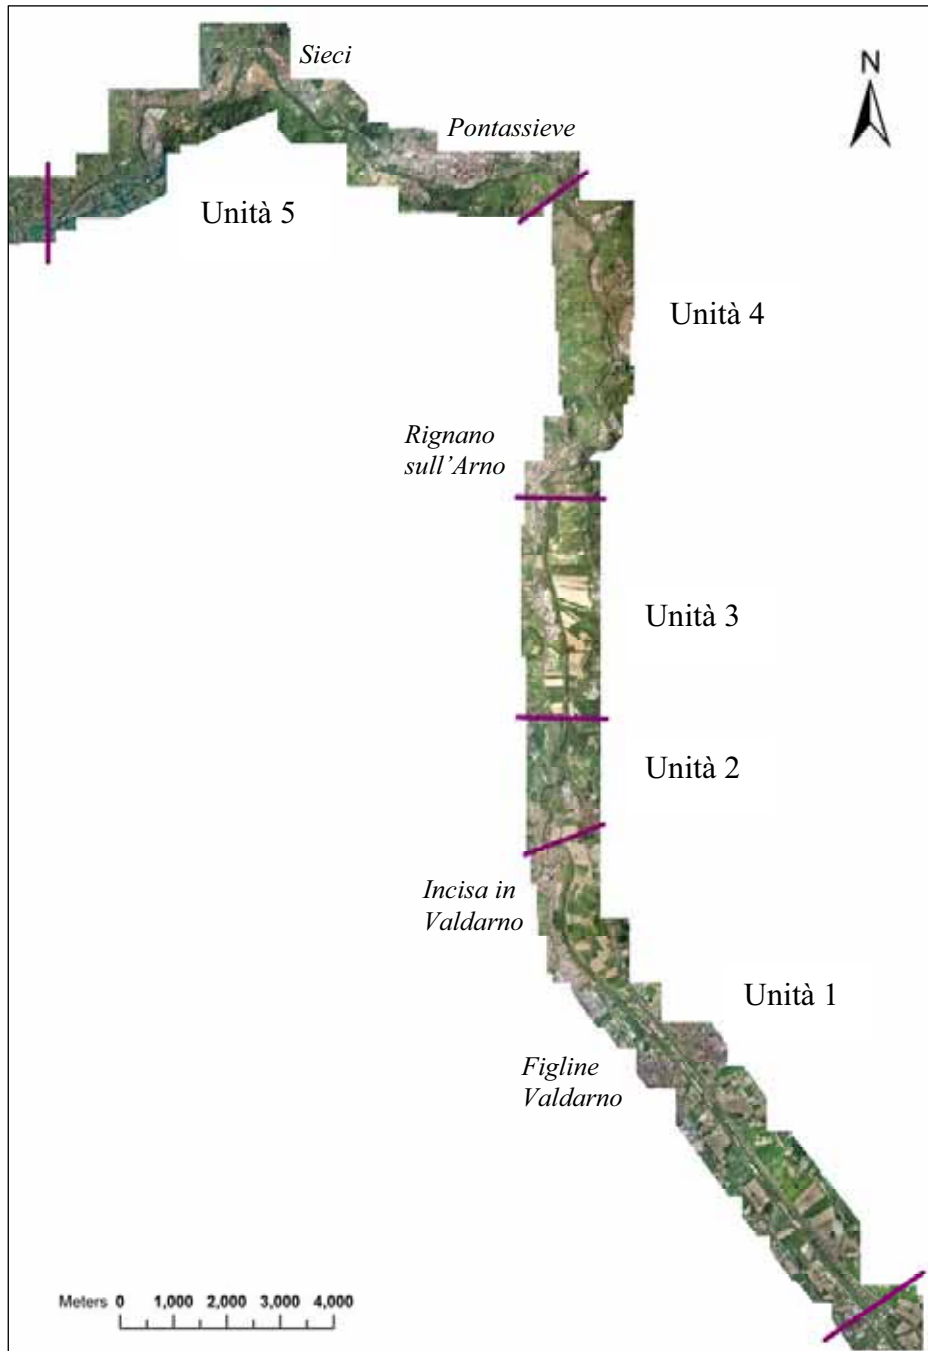 Sieci
N
Pontassieve
Unità 5
Unità 4
Rignano
sull'Arno
Unità 3
Unità 2
Incisa in
Valdarno
Unità 1
Figline
Valdarno
Meters 0 1,000 2,000 3,000 4,000